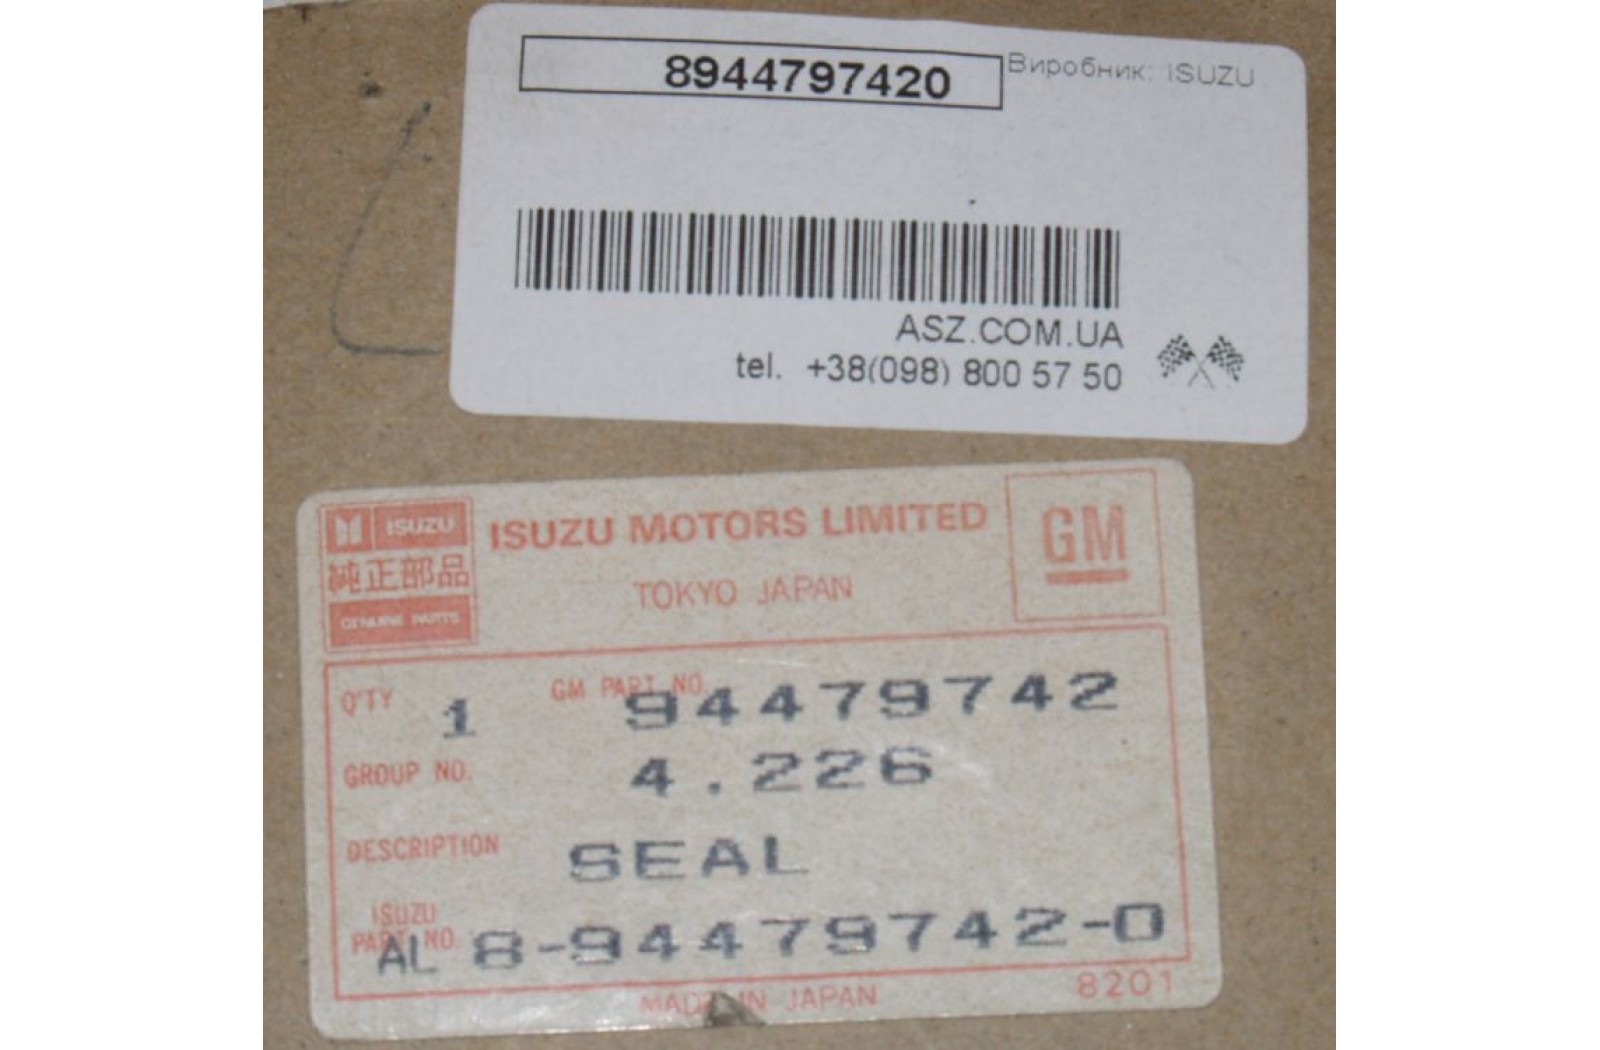 8944797420
Виробник: ISUZU
ASZ.COM.UA
tel. +38(098) 800 57 50
ISUZU
純正部品
GENUINE PARTS
ISUZU MOTORS LIMITED
TOKYO JAPAN
GM
Q'TY 1 GM PART NO. 94479742
GROUP NO. 4.226
DESCRIPTION SEAL
ISUZU
PART NO. AL 8-94479742-0
MADE IN JAPAN 8201